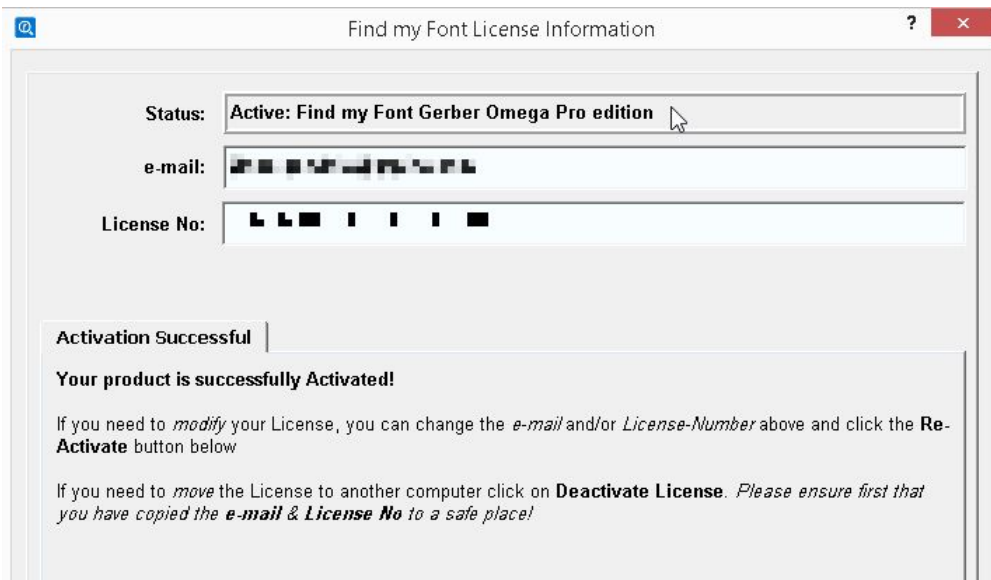 Find my Font License Information
?
Status: Active: Find my Font Gerber Omega Pro edition
e-mail:
License No:
Activation Successful
Your product is successfully Activated!
If you need to modify your License, you can change the e-mail and/or License-Number above and click the Re-
Activate button below
If you need to move the License to another computer click on Deactivate License. Please ensure first that
you have copied the e-mail & License No to a safe place!